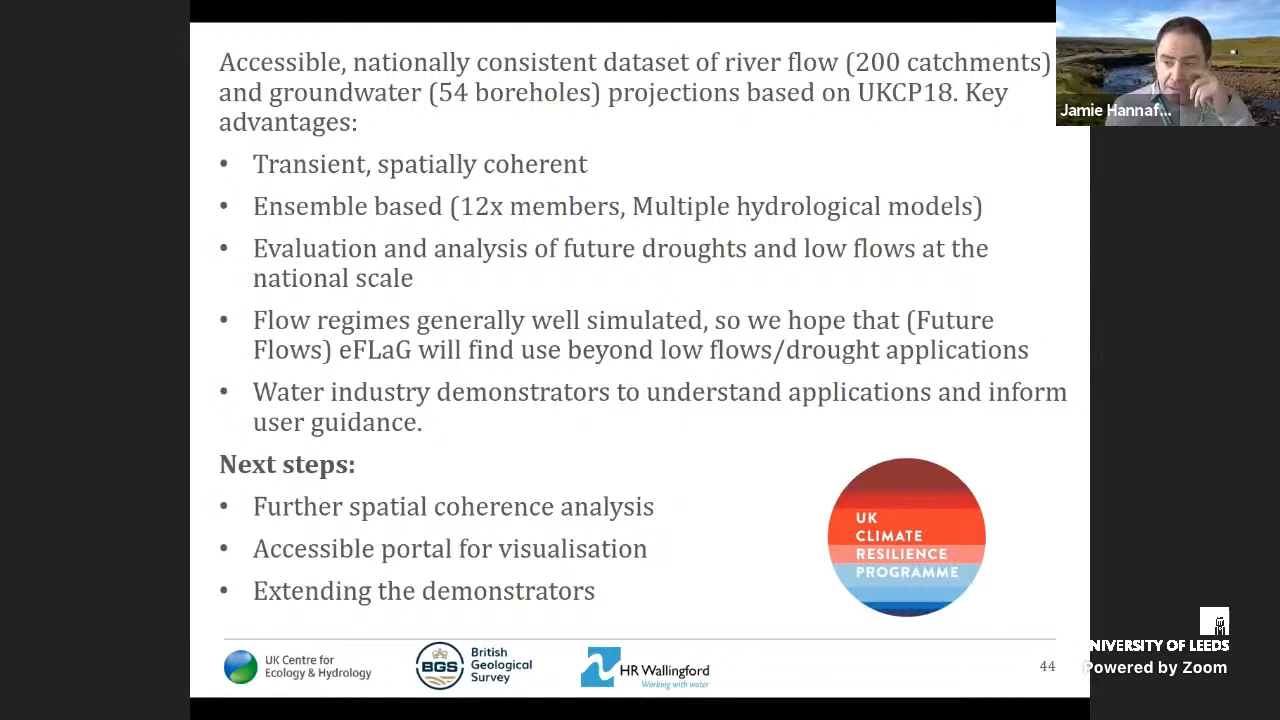 Accessible, nationally consistent dataset of river flow (200 catchments)
and groundwater (54 boreholes) projections based on UKCP18. Key
advantages:
• Transient, spatially coherent
• Ensemble based (12x members, Multiple hydrological models)
• Evaluation and analysis of future droughts and low flows at the
national scale
• Flow regimes generally well simulated, so we hope that (Future
Flows) eFLaG will find use beyond low flows/drought applications
• Water industry demonstrators to understand applications and inform
user guidance.
Next steps:
• Further spatial coherence analysis
• Accessible portal for visualisation
• Extending the demonstrators
UK
CLIMATE
RESILIENCE
PROGRAMME
UK Centre for
Ecology & Hydrology
BGS
British
Geological
Survey
HR Wallingford
Working with water
44
Jamie Hannaf...
UNIVERSITY OF LEEDS
Powered by Zoom